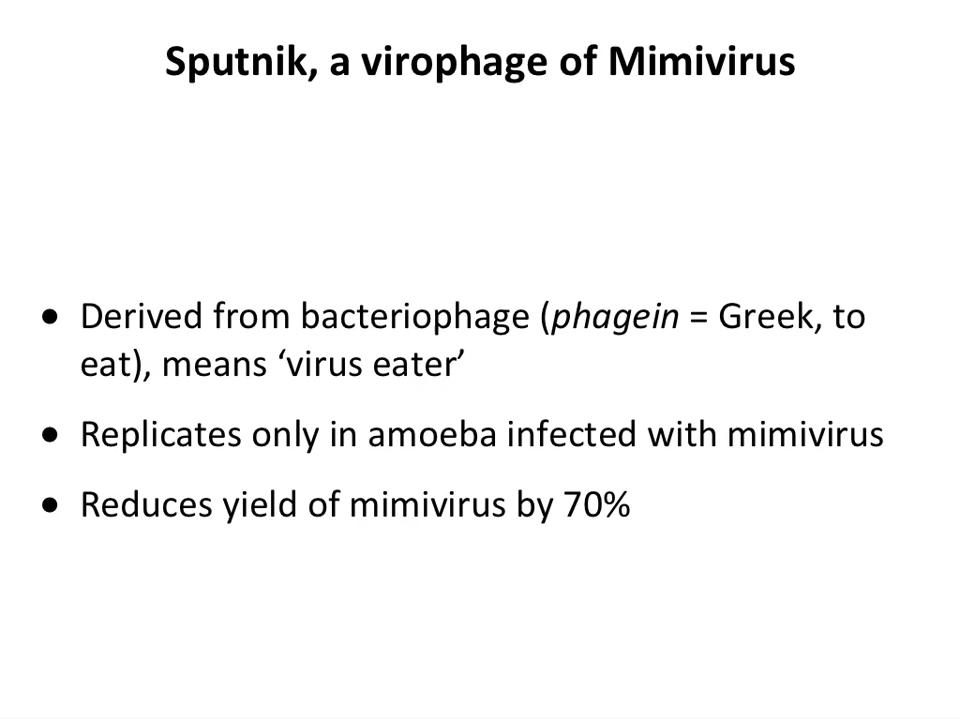 Sputnik, a virophage of Mimivirus
• Derived from bacteriophage (phagein = Greek, to
eat), means ‘virus eater’
• Replicates only in amoeba infected with mimivirus
• Reduces yield of mimivirus by 70%